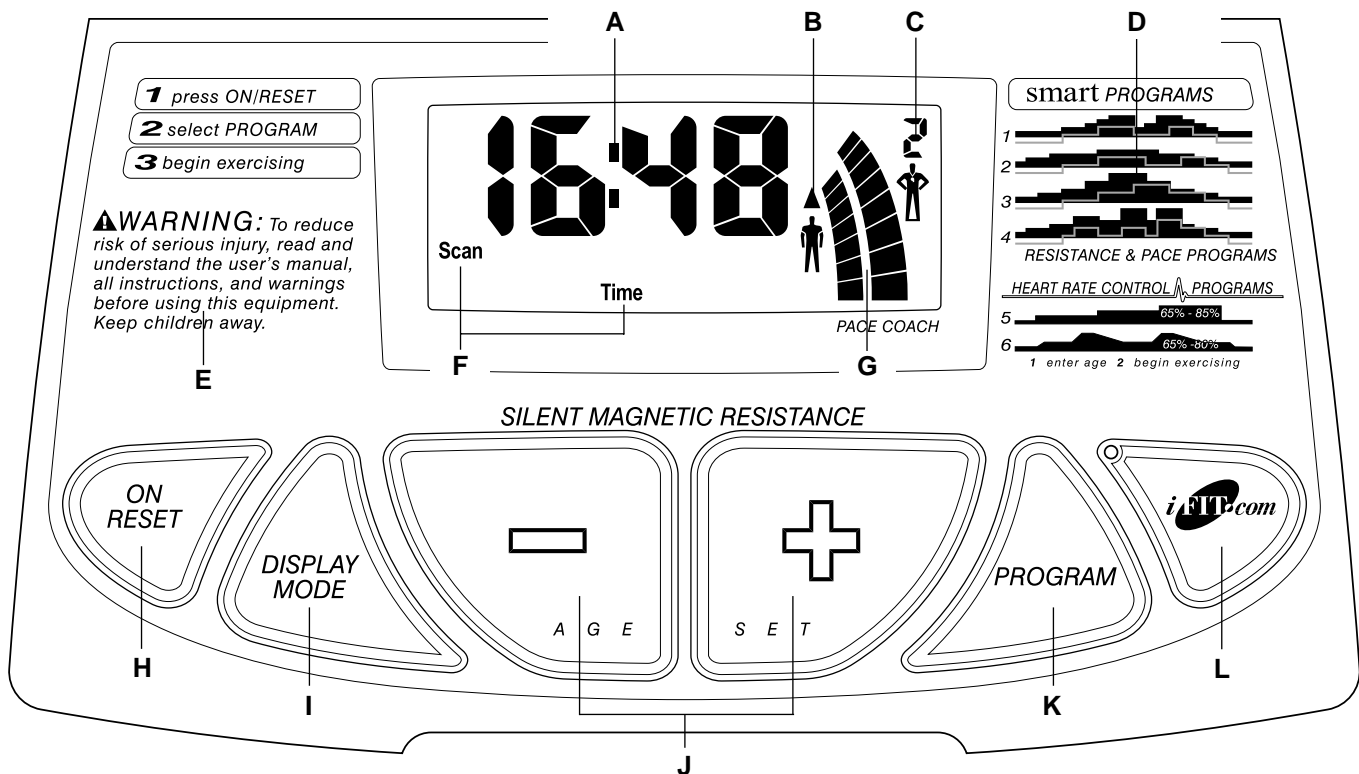 A B C D
1 press ON/RESET
2 select PROGRAM
3 begin exercising
WARNING: To reduce
risk of serious injury, read and
understand the user's manual,
all instructions, and warnings
before using this equipment.
Keep children away.
E
16:48
2
Scan
Time
PACE COACH
F
G
smart PROGRAMS
1
2
3
4
RESISTANCE & PACE PROGRAMS
HEART RATE CONTROL PROGRAMS
5 65% - 85%
6 65% -80%
1 enter age 2 begin exercising
SILENT MAGNETIC RESISTANCE
ON
RESET
DISPLAY
MODE
A G E
S E T
PROGRAM
iFIT.com
H
I
J
K
L